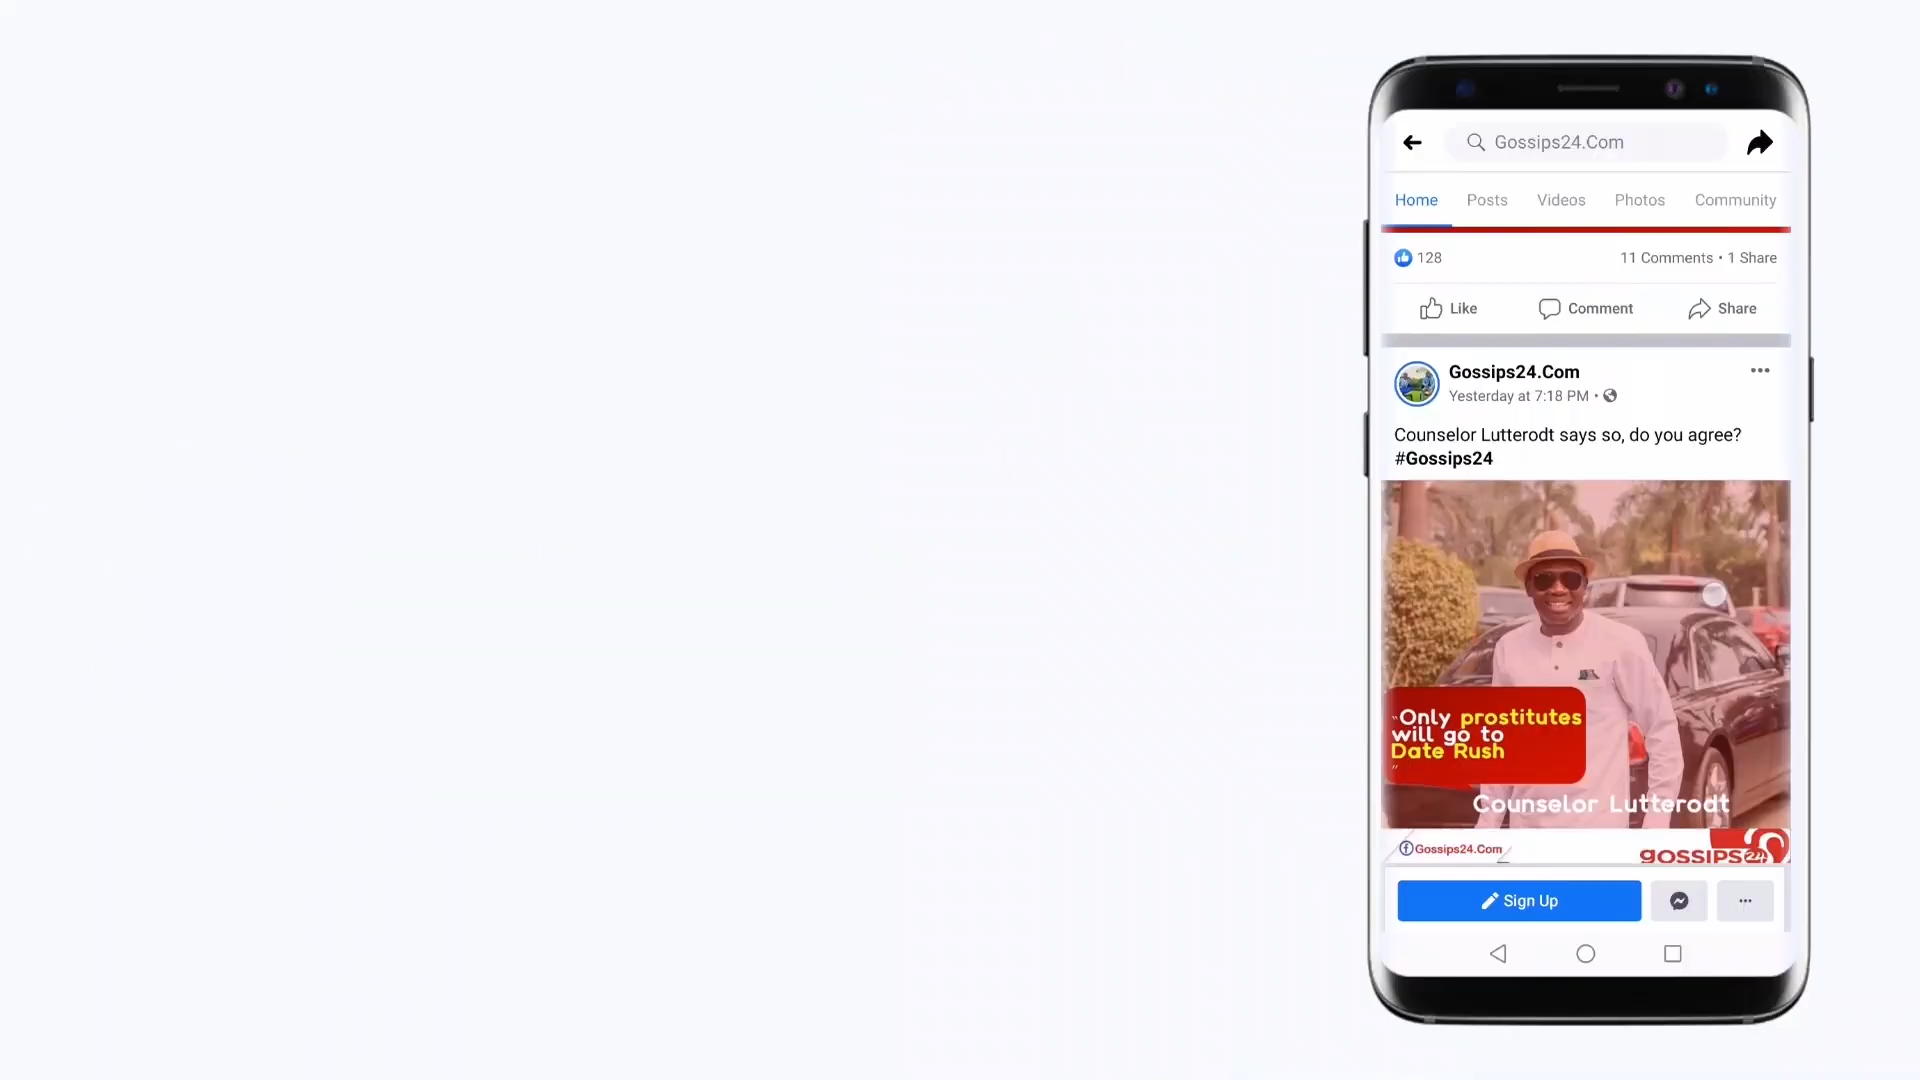 Gossips24.Com
Home Posts Videos Photos Community
128 11 Comments • 1 Share
Like Comment Share
Gossips24.Com
Yesterday at 7:18 PM •
Counselor Lutterodt says so, do you agree?
#Gossips24
"Only prostitutes
will go to
Date Rush
"
Counselor Lutterodt
Gossips24.Com
gossips24
Sign Up